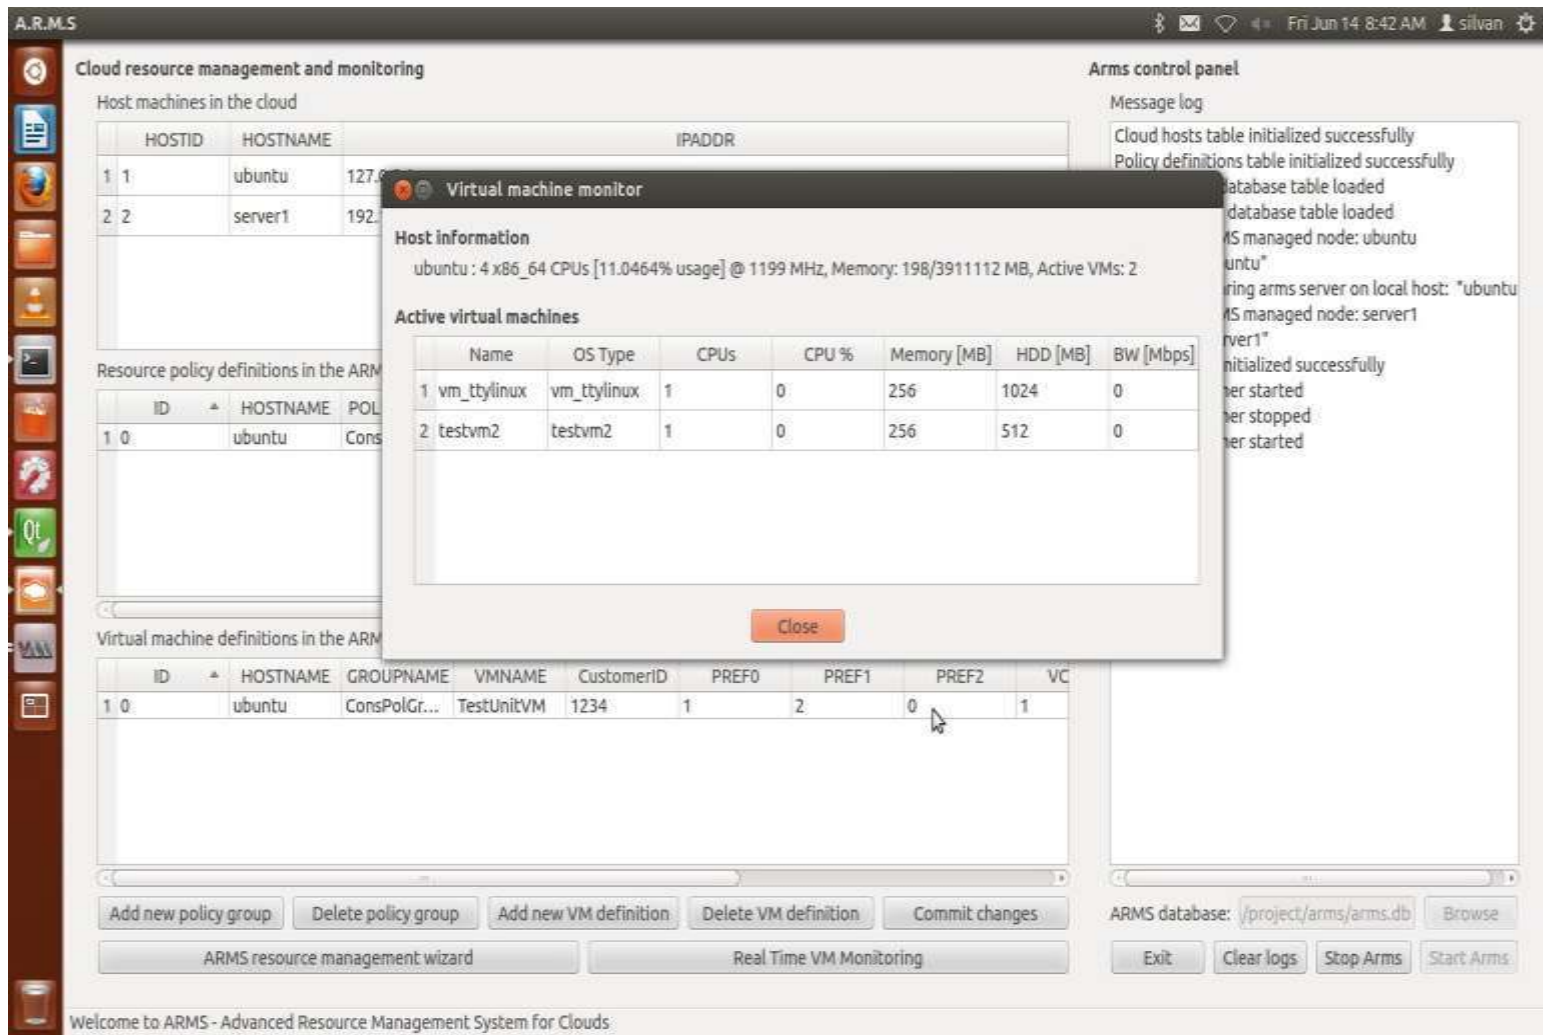 A.R.M.S
Fri Jun 14 8:42 AM silvan
Cloud resource management and monitoring
Host machines in the cloud
HOSTID HOSTNAME IPADDR
1 1 ubuntu 127.
2 2 server1 192.
Resource policy definitions in the ARM
ID HOSTNAME POL
1 0 ubuntu Cons
Virtual machine monitor
Host information
ubuntu : 4 x86_64 CPUs [11.0464% usage] @ 1199 MHz, Memory: 198/3911112 MB, Active VMs: 2
Active virtual machines
Name OS Type CPUs CPU % Memory [MB] HDD [MB] BW [Mbps]
1 vm_ttylinux vm_ttylinux 1 0 256 1024 0
2 testvm2 testvm2 1 0 256 512 0
Close
Virtual machine definitions in the ARM
ID HOSTNAME GROUPNAME VMNAME CustomerID PREF0 PREF1 PREF2 VC
1 0 ubuntu ConsPolGr... TestUnitVM 1234 1 2 0 1
Add new policy group Delete policy group Add new VM definition Delete VM definition Commit changes
ARMS resource management wizard Real Time VM Monitoring
Arms control panel
Message log
Cloud hosts table initialized successfully
Policy definitions table initialized successfully
database table loaded
database table loaded
MS managed node: ubuntu
untu"
ring arms server on local host: "ubuntu
MS managed node: server1
rver1"
nitialized successfully
ner started
ner stopped
ner started
ARMS database: /project/arms/arms.db Browse
Exit Clear logs Stop Arms Start Arms
Welcome to ARMS - Advanced Resource Management System for Clouds
Qt